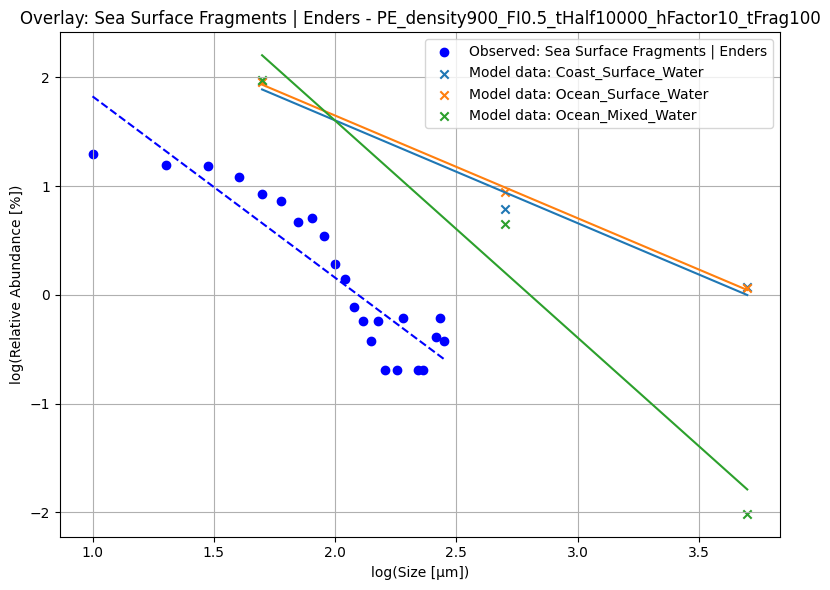 Overlay: Sea Surface Fragments | Enders - PE_density900_FI0.5_tHalf10000_hFactor10_tFrag100
Observed: Sea Surface Fragments | Enders
Model data: Coast_Surface_Water
Model data: Ocean_Surface_Water
Model data: Ocean_Mixed_Water
log(Relative Abundance [%])
2
1
0
−1
−2
1.0
1.5
2.0
2.5
3.0
3.5
log(Size [μm])